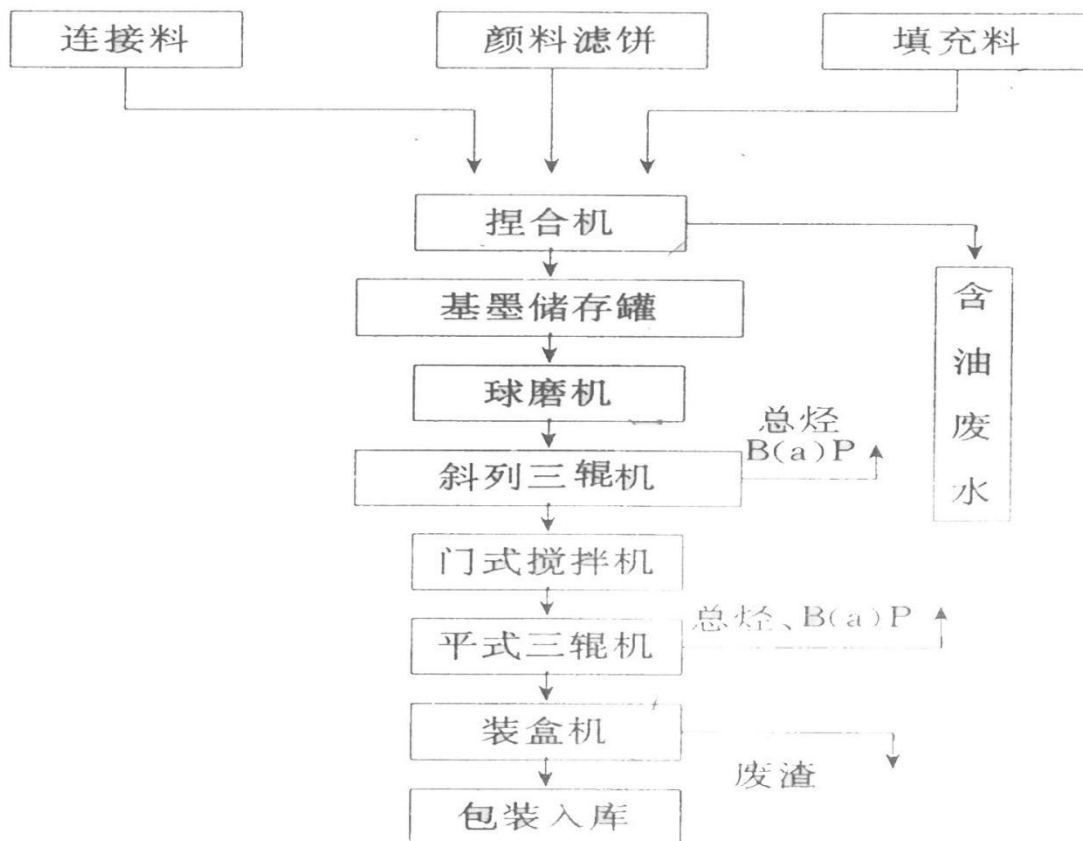 连接料
颜料滤饼
填充料
捏合机
基墨储存罐
含油废水
球磨机
总烃
B(a)P
斜列三辊机
门式搅拌机
总烃、B(a)P
平式三辊机
装盒机
废渣
包装入库